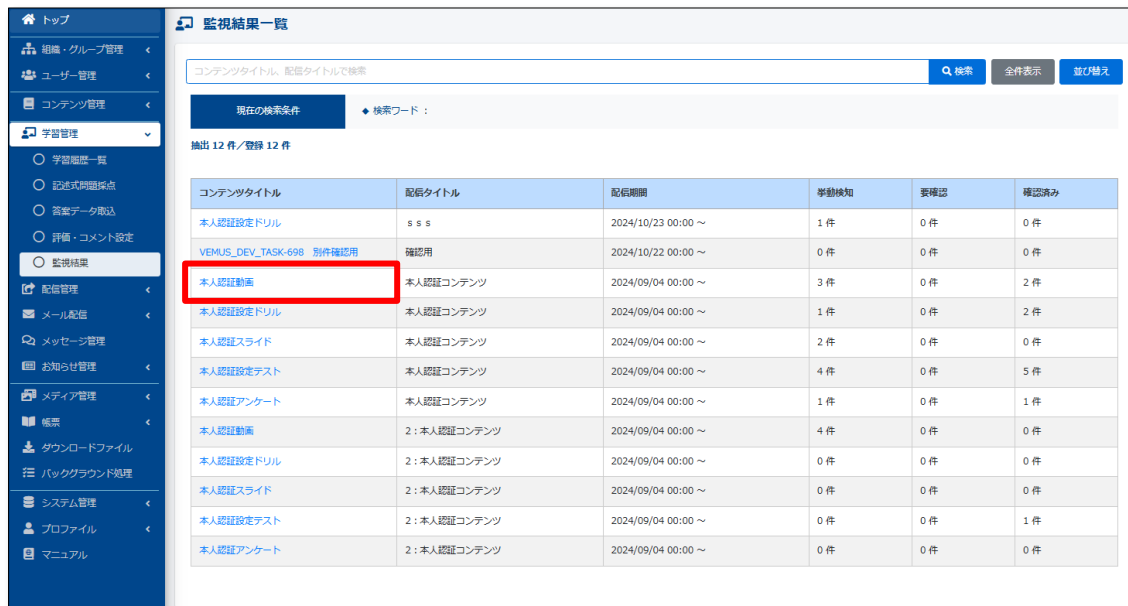 トップ
組織・グループ管理
ユーザー管理
コンテンツ管理
学習管理
学習履歴一覧
記述式問題採点
答案データ取込
評価・コメント設定
監視結果
配信管理
メール配信
メッセージ管理
お知らせ管理
メディア管理
帳票
ダウンロードファイル
バックグラウンド処理
システム管理
プロファイル
マニュアル
監視結果一覧
コンテンツタイトル、配信タイトルで検索 検索 全件表示 並び替え
現在の検索条件 ◆ 検索ワード :
抽出 12 件／登録 12 件
コンテンツタイトル 配信タイトル 配信期間 挙動検知 要確認 確認済み
本人認証設定ドリル ｓｓｓ 2024/10/23 00:00 ～ 1 件 0 件 0 件
VEMUS_DEV_TASK-698 別件確認用 確認用 2024/10/22 00:00 ～ 0 件 0 件 0 件
本人認証動画 本人認証コンテンツ 2024/09/04 00:00 ～ 3 件 0 件 2 件
本人認証設定ドリル 本人認証コンテンツ 2024/09/04 00:00 ～ 1 件 0 件 2 件
本人認証スライド 本人認証コンテンツ 2024/09/04 00:00 ～ 2 件 0 件 0 件
本人認証設定テスト 本人認証コンテンツ 2024/09/04 00:00 ～ 4 件 0 件 5 件
本人認証アンケート 本人認証コンテンツ 2024/09/04 00:00 ～ 1 件 0 件 1 件
本人認証動画 2：本人認証コンテンツ 2024/09/04 00:00 ～ 4 件 0 件 0 件
本人認証設定ドリル 2：本人認証コンテンツ 2024/09/04 00:00 ～ 0 件 0 件 0 件
本人認証スライド 2：本人認証コンテンツ 2024/09/04 00:00 ～ 0 件 0 件 0 件
本人認証設定テスト 2：本人認証コンテンツ 2024/09/04 00:00 ～ 0 件 0 件 1 件
本人認証アンケート 2：本人認証コンテンツ 2024/09/04 00:00 ～ 0 件 0 件 0 件